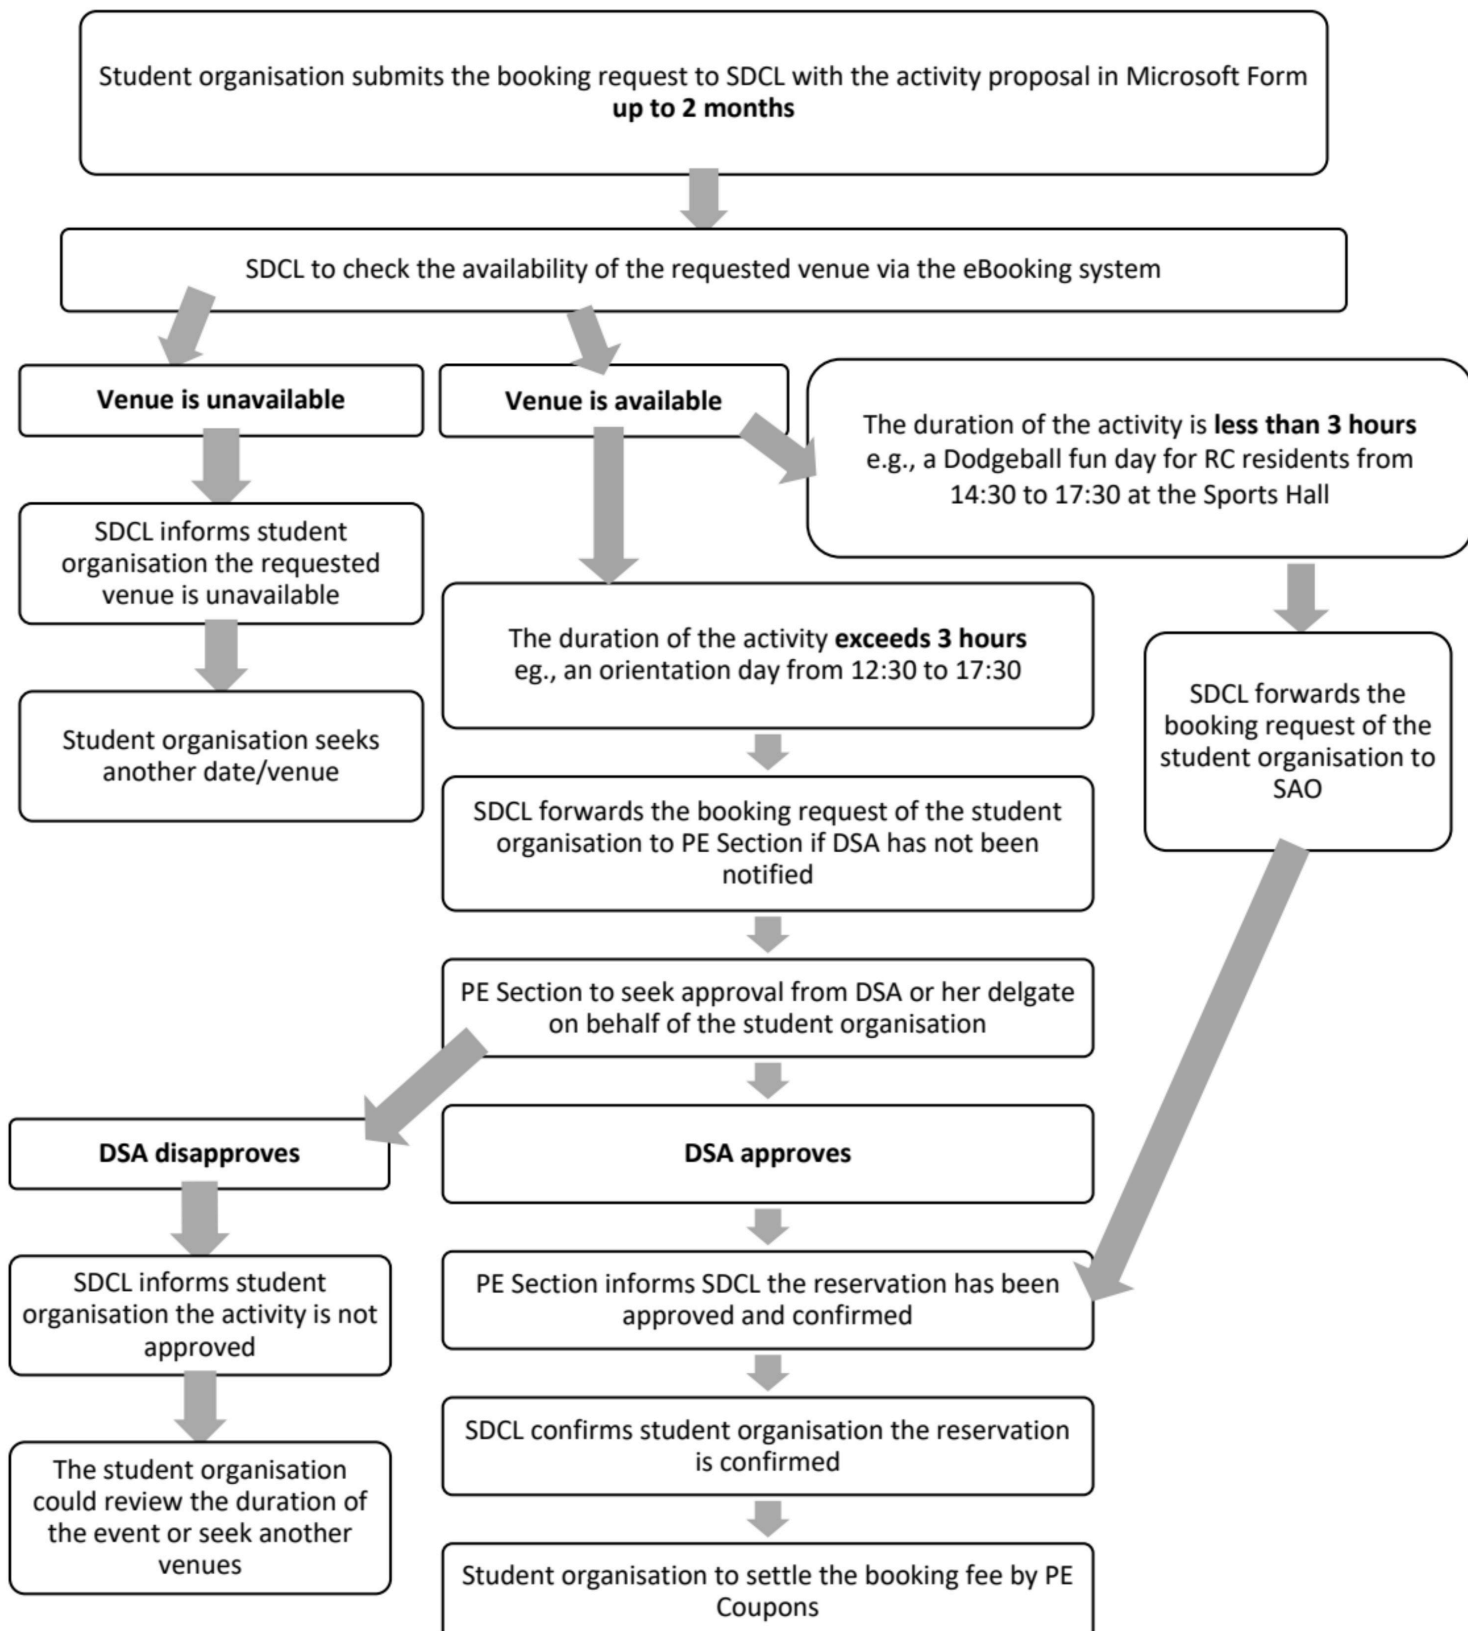 Student organisation submits the booking request to SDCL with the activity proposal in Microsoft Form
up to 2 months
SDCL to check the availability of the requested venue via the eBooking system
Venue is unavailable
Venue is available
The duration of the activity is less than 3 hours
e.g., a Dodgeball fun day for RC residents from
14:30 to 17:30 at the Sports Hall
SDCL informs student
organisation the requested
venue is unavailable
The duration of the activity exceeds 3 hours
eg., an orientation day from 12:30 to 17:30
SDCL forwards the
booking request of the
student organisation to
SAO
Student organisation seeks
another date/venue
SDCL forwards the booking request of the student
organisation to PE Section if DSA has not been
notified
PE Section to seek approval from DSA or her delgate
on behalf of the student organisation
DSA disapproves
DSA approves
SDCL informs student
organisation the activity is not
approved
PE Section informs SDCL the reservation has been
approved and confirmed
SDCL confirms student organisation the reservation
is confirmed
The student organisation
could review the duration of
the event or seek another
venues
Student organisation to settle the booking fee by PE
Coupons